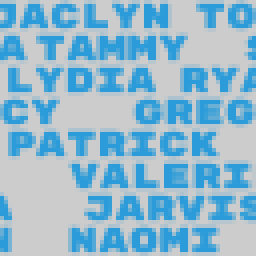 JACLYN TO
A TAMMY S
LYDIA RYA
CY GREG
PATRICK
VALERI
A JARVIS
N NAOMI